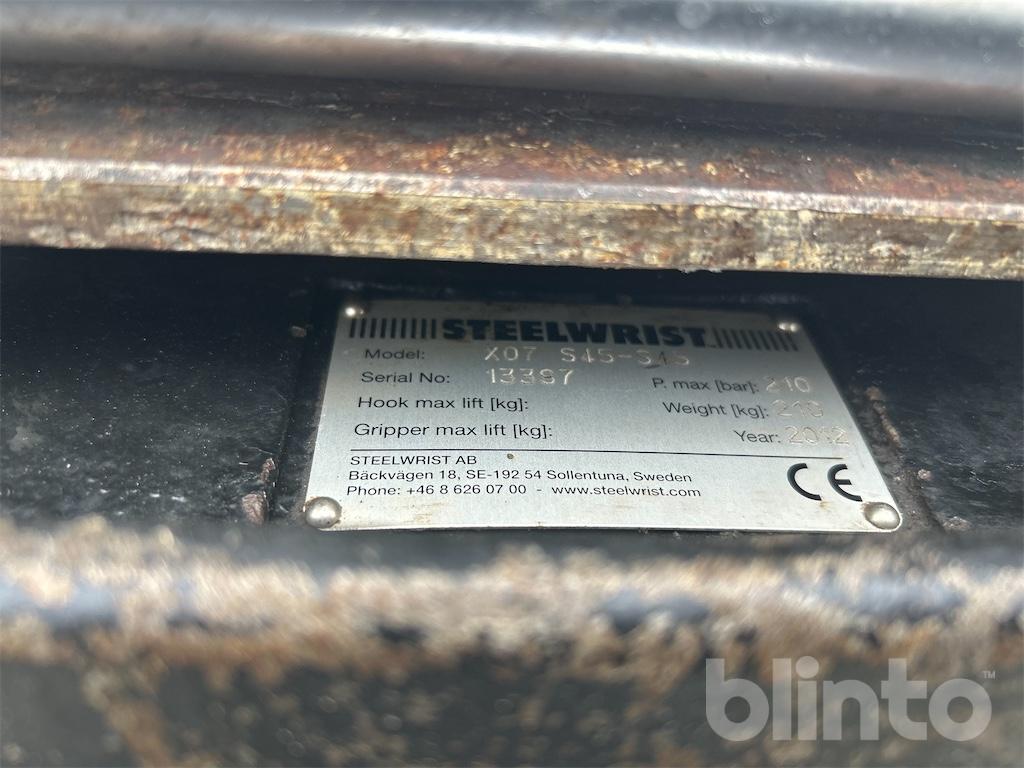 STEELWRIST
Model: X07 S45-S45
Serial No: 13397
P. max [bar]: 210
Hook max lift [kg]:
Weight [kg]: 210
Gripper max lift [kg]:
Year: 2012
STEELWRIST AB
Bäckvägen 18, SE-192 54 Sollentuna, Sweden
Phone: +46 8 626 07 00 - www.steelwrist.com
CE
blinto™